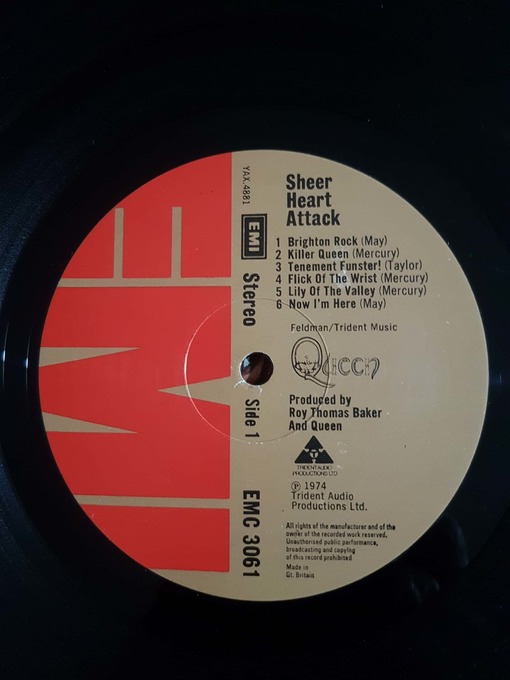 YAX.4881
EMI
Stereo
Side 1
EMC 3061
Sheer
Heart
Attack
1 Brighton Rock (May)
2 Killer Queen (Mercury)
3 Tenement Funster! (Taylor)
4 Flick Of The Wrist (Mercury)
5 Lily Of The Valley (Mercury)
6 Now I'm Here (May)
Feldman/Trident Music
Queen
Produced by
Roy Thomas Baker
And Queen
TRIDENT AUDIO
PRODUCTIONS LTD
℗ 1974
Trident Audio
Productions Ltd.
All rights of the manufacturer and of the
owner of the recorded work reserved.
Unauthorised public performance,
broadcasting and copying
of this record prohibited
Made in
Gt. Britain
EMI